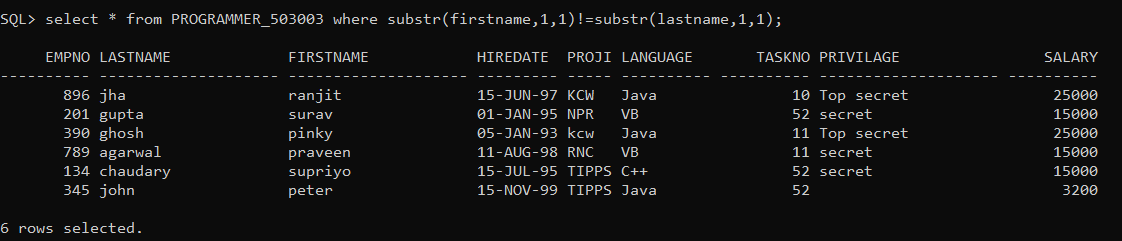 SQL> select * from PROGRAMMER_503003 where substr(firstname,1,1)!=substr(lastname,1,1);
EMPNO LASTNAME FIRSTNAME HIREDATE PROJI LANGUAGE TASKNO PRIVILAGE SALARY
---------- -------------------- -------------------- --------- ----- ---------- ---------- -------------------- ----------
896 jha ranjit 15-JUN-97 KCW Java 10 Top secret 25000
201 gupta surav 01-JAN-95 NPR VB 52 secret 15000
390 ghosh pinky 05-JAN-93 kcw Java 11 Top secret 25000
789 agarwal praveen 11-AUG-98 RNC VB 11 secret 15000
134 chaudary supriyo 15-JUL-95 TIPPS C++ 52 secret 15000
345 john peter 15-NOV-99 TIPPS Java 52 3200
6 rows selected.